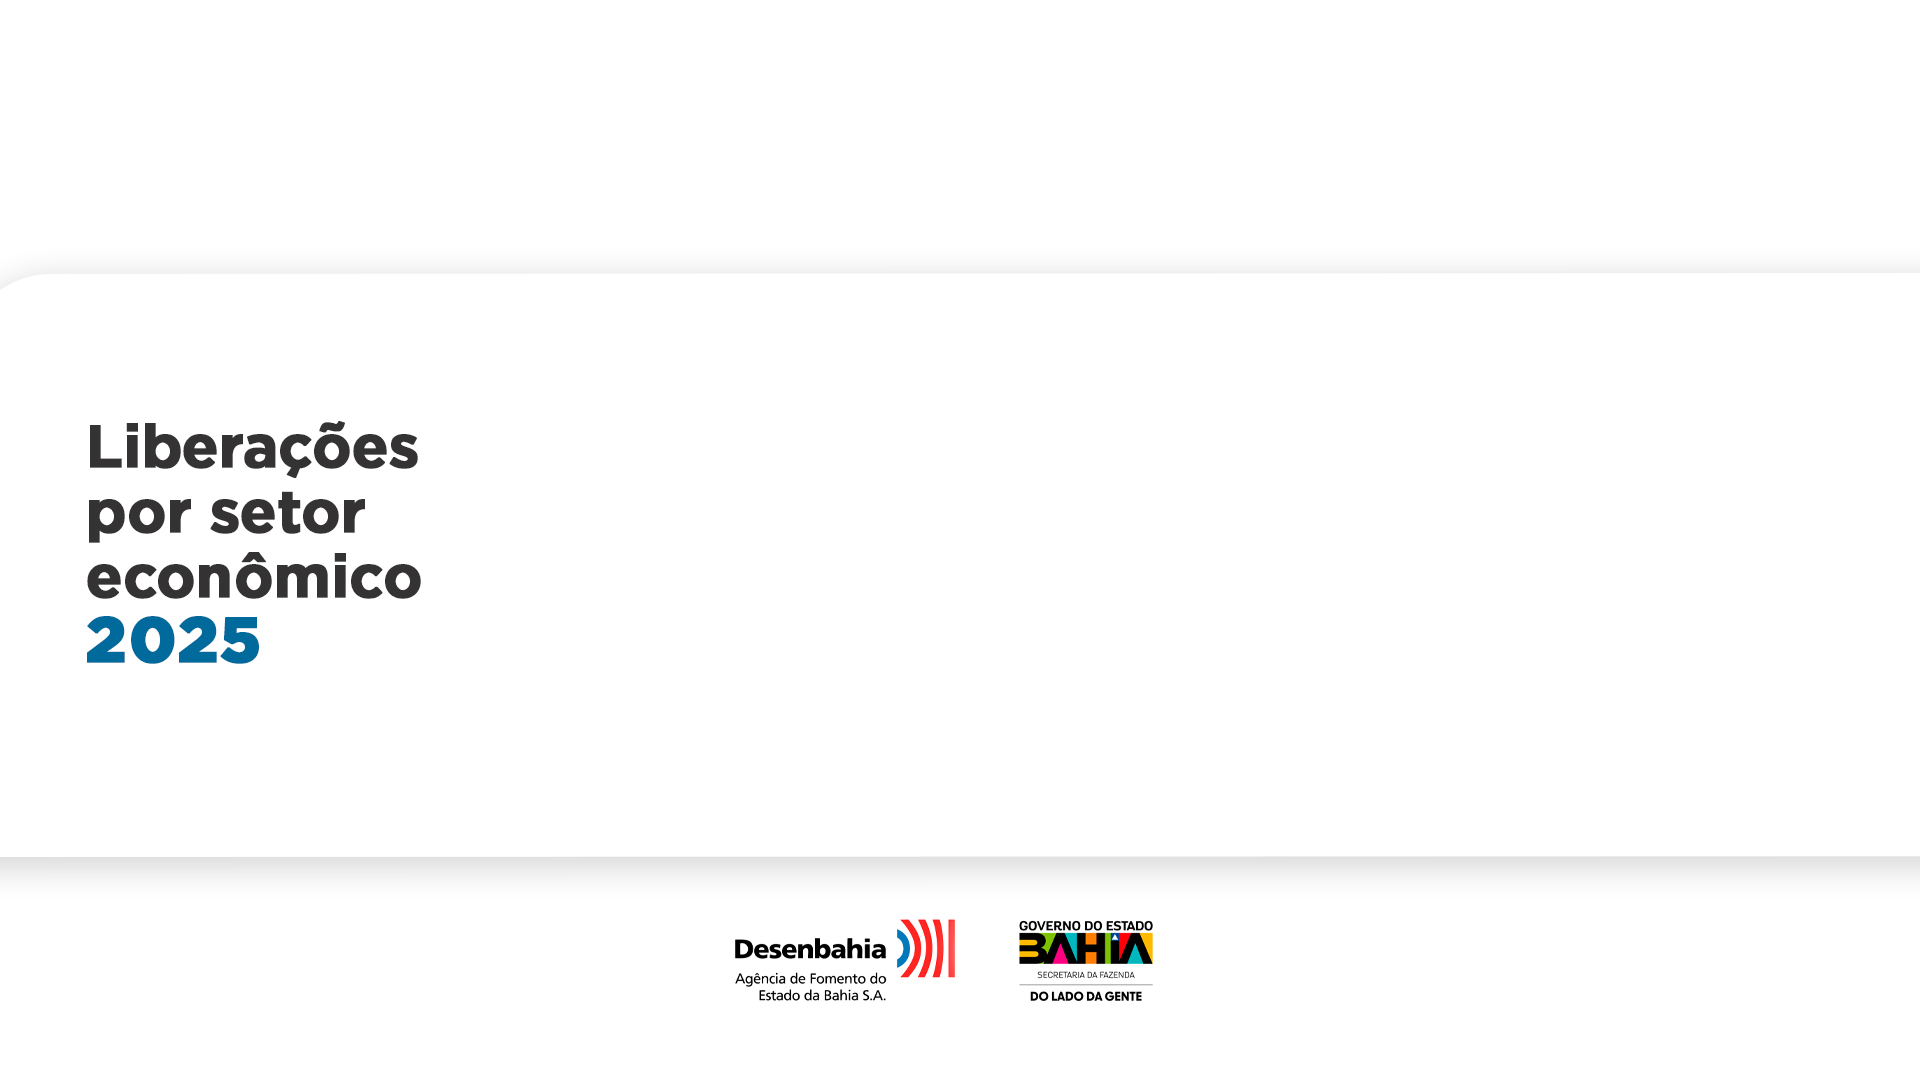 Liberações
por setor
econômico
2025
Desenbahia
Agência de Fomento do
Estado da Bahia S.A.
GOVERNO DO ESTADO
BAHIA
SECRETARIA DA FAZENDA
DO LADO DA GENTE